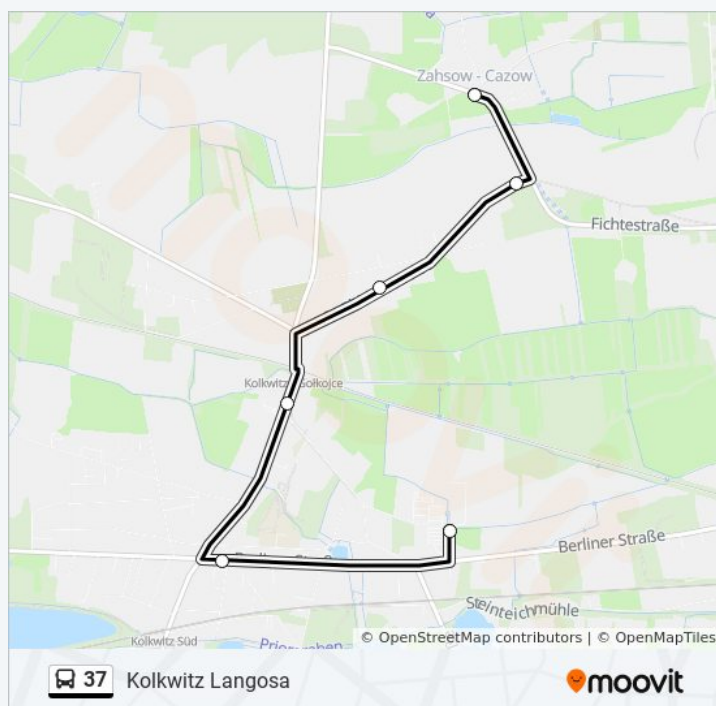 Zahsow - Cazow
Fichtestraße
Kolkwitz
Gołkojce
Berliner Straße
Steinteichmühle
Kolkwitz Süd
© OpenStreetMap contributors | © OpenMapTiles
37
Kolkwitz Langosa
moovit